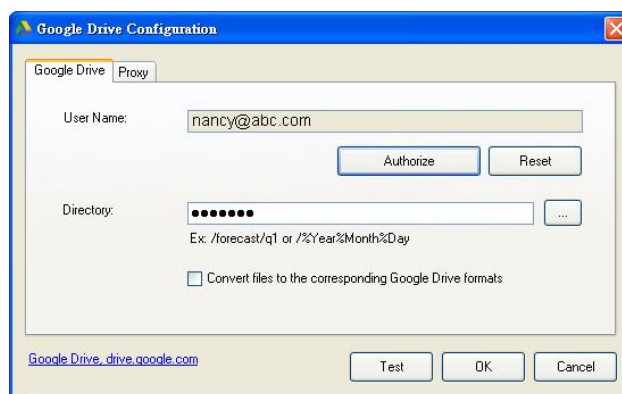 Google Drive Configuration
Google Drive Proxy
User Name: nancy@abc.com
Authorize Reset
Directory: ●●●●●●● ...
Ex: /forecast/q1 or /%Year%Month%Day
Convert files to the corresponding Google Drive formats
Google Drive, drive.google.com Test OK Cancel